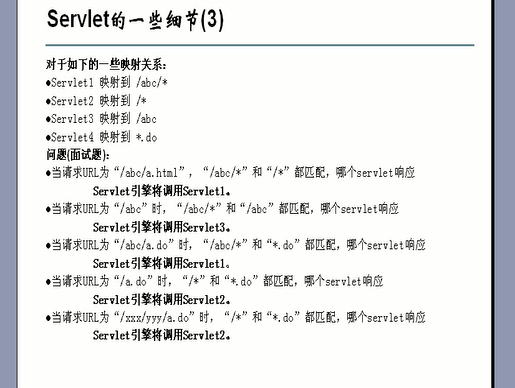 Servlet的一些细节(3)
对于如下的一些映射关系:
●Servlet1 映射到 /abc/*
●Servlet2 映射到 /*
●Servlet3 映射到 /abc
●Servlet4 映射到 *.do
问题(面试题):
●当请求URL为“/abc/a.html”,“/abc/*”和“/*”都匹配,哪个servlet响应
Servlet引擎将调用Servlet1。
●当请求URL为“/abc”时,“/abc/*”和“/abc”都匹配,哪个servlet响应
Servlet引擎将调用Servlet3。
●当请求URL为“/abc/a.do”时,“/abc/*”和“*.do”都匹配,哪个servlet响应
Servlet引擎将调用Servlet1。
●当请求URL为“/a.do”时,“/*”和“*.do”都匹配,哪个servlet响应
Servlet引擎将调用Servlet2。
●当请求URL为“/xxx/yyy/a.do”时,“/*”和“*.do”都匹配,哪个servlet响应
Servlet引擎将调用Servlet2。